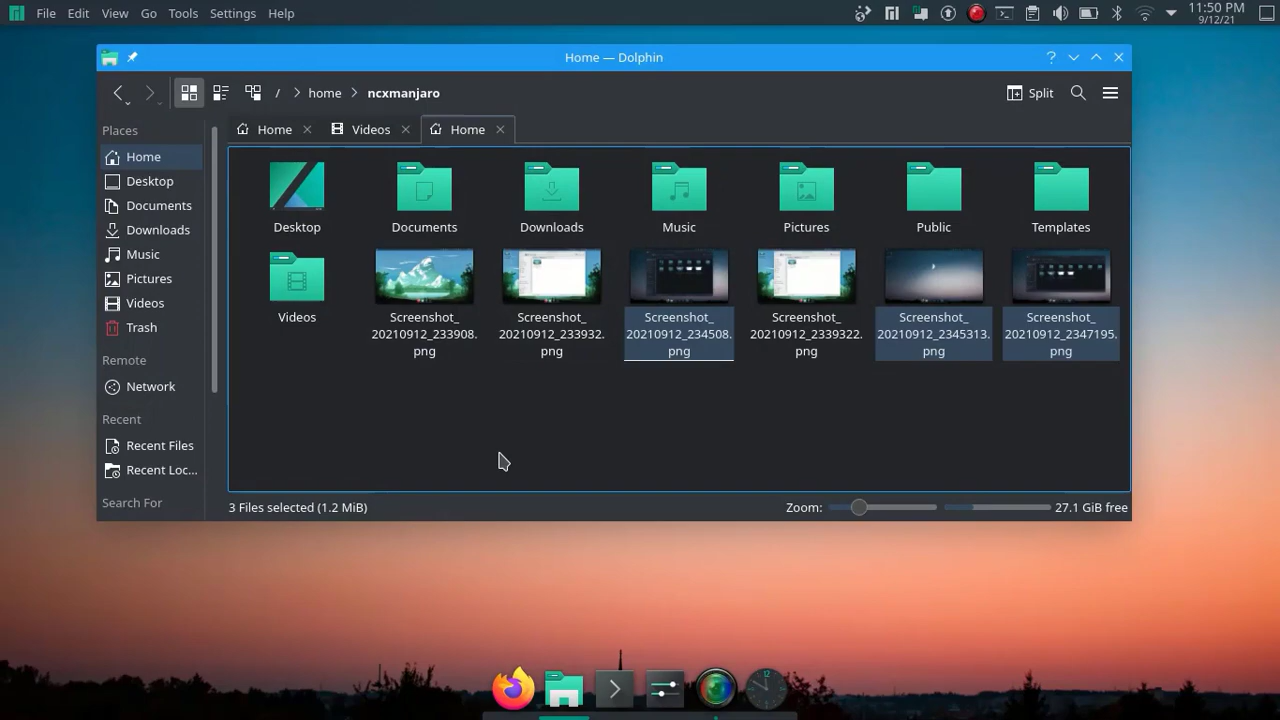 File Edit View Go Tools Settings Help
11:50 PM
9/12/21
Home — Dolphin
/ > home > ncxmanjaro
Split
Home
Videos
Home
Places
Home
Desktop
Documents
Downloads
Music
Pictures
Videos
Trash
Remote
Network
Recent
Recent Files
Recent Loc...
Search For
Desktop
Documents
Downloads
Music
Pictures
Public
Templates
Videos
Screenshot_
20210912_233908.
png
Screenshot_
20210912_233932.
png
Screenshot_
20210912_234508.
png
Screenshot_
20210912_2339322.
png
Screenshot_
20210912_2345313.
png
Screenshot_
20210912_2347195.
png
3 Files selected (1.2 MiB)
Zoom:
27.1 GiB free
12